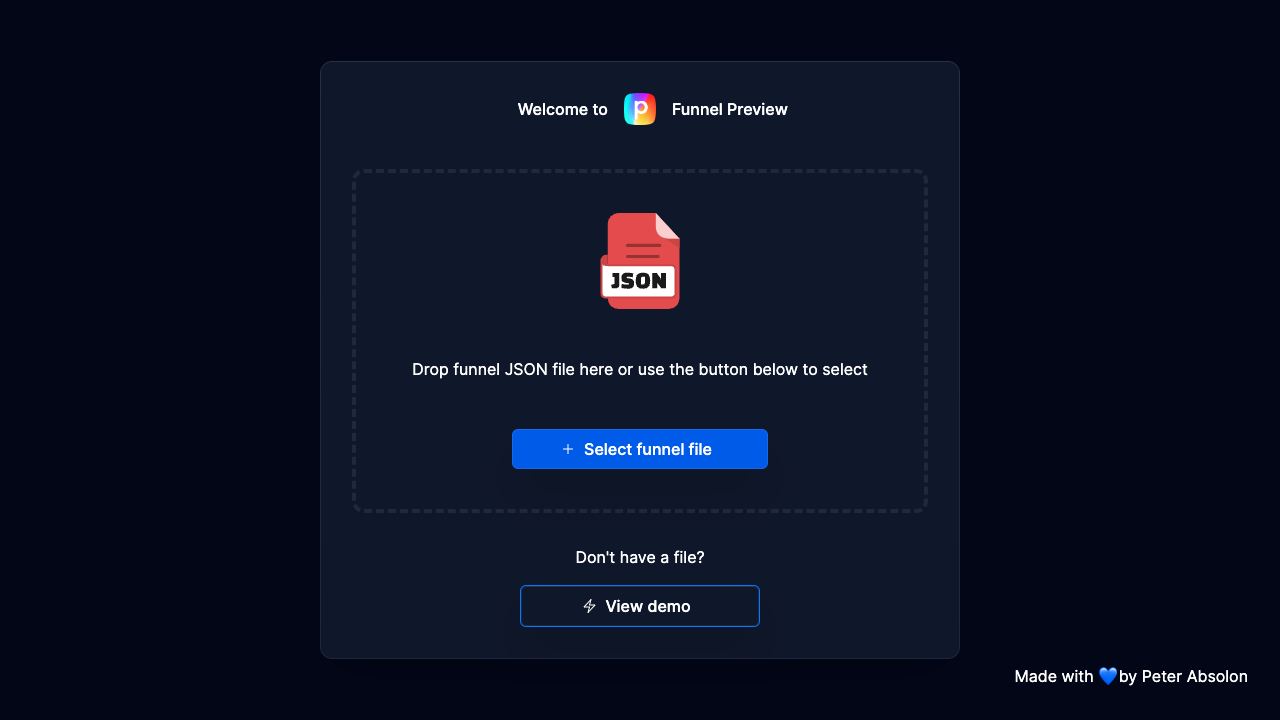 Welcome to p Funnel Preview
JSON
Drop funnel JSON file here or use the button below to select
+ Select funnel file
Don't have a file?
View demo
Made with 💙by Peter Absolon